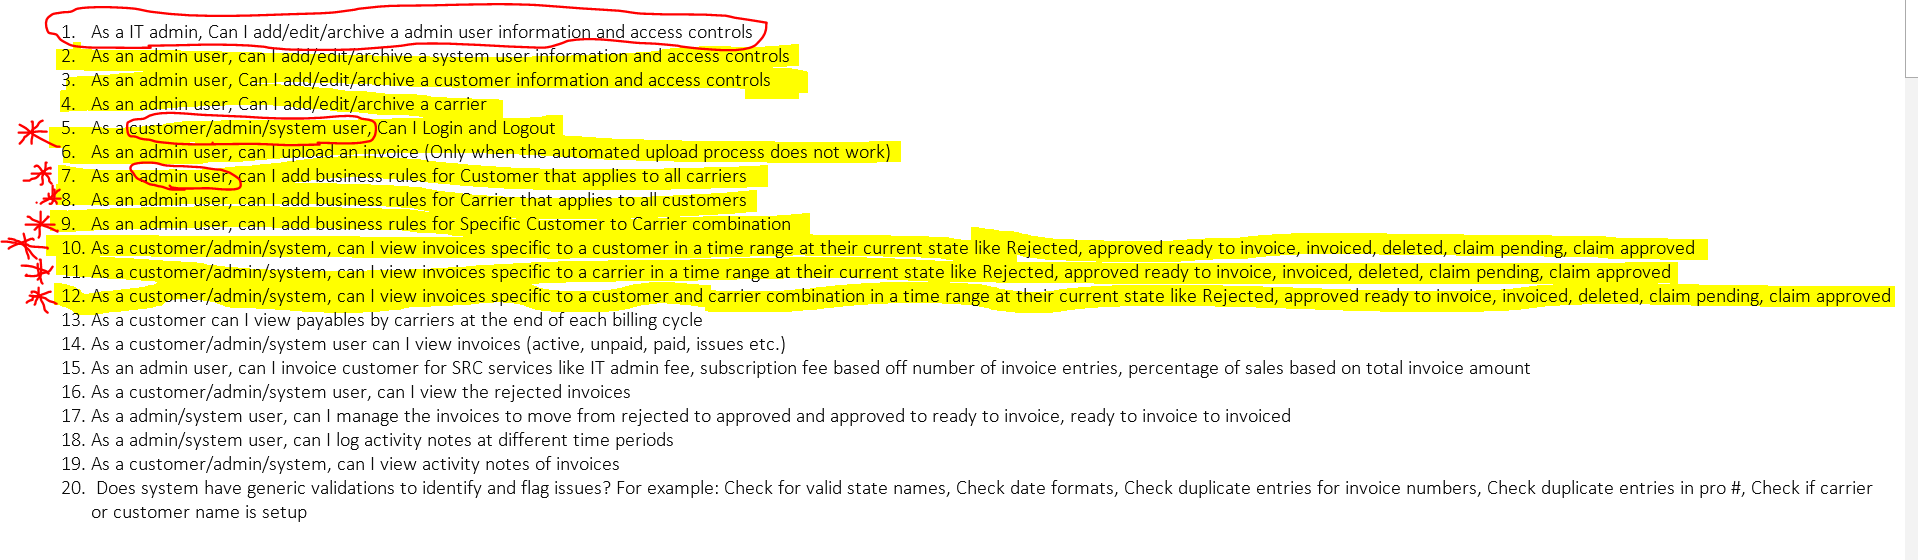 1. As a IT admin, Can I add/edit/archive a admin user information and access controls
2. As an admin user, can I add/edit/archive a system user information and access controls
3. As an admin user, Can I add/edit/archive a customer information and access controls
4. As an admin user, Can I add/edit/archive a carrier
5. As a customer/admin/system user, Can I Login and Logout
6. As an admin user, can I upload an invoice (Only when the automated upload process does not work)
7. As an admin user, can I add business rules for Customer that applies to all carriers
8. As an admin user, can I add business rules for Carrier that applies to all customers
9. As an admin user, can I add business rules for Specific Customer to Carrier combination
10. As a customer/admin/system, can I view invoices specific to a customer in a time range at their current state like Rejected, approved ready to invoice, invoiced, deleted, claim pending, claim approved
11. As a customer/admin/system, can I view invoices specific to a carrier in a time range at their current state like Rejected, approved ready to invoice, invoiced, deleted, claim pending, claim approved
12. As a customer/admin/system, can I view invoices specific to a customer and carrier combination in a time range at their current state like Rejected, approved ready to invoice, invoiced, deleted, claim pending, claim approved
13. As a customer can I view payables by carriers at the end of each billing cycle
14. As a customer/admin/system user can I view invoices (active, unpaid, paid, issues etc.)
15. As an admin user, can I invoice customer for SRC services like IT admin fee, subscription fee based off number of invoice entries, percentage of sales based on total invoice amount
16. As a customer/admin/system user, can I view the rejected invoices
17. As a admin/system user, can I manage the invoices to move from rejected to approved and approved to ready to invoice, ready to invoice to invoiced
18. As a admin/system user, can I log activity notes at different time periods
19. As a customer/admin/system, can I view activity notes of invoices
20. Does system have generic validations to identify and flag issues? For example: Check for valid state names, Check date formats, Check duplicate entries for invoice numbers, Check duplicate entries in pro #, Check if carrier
or customer name is setup